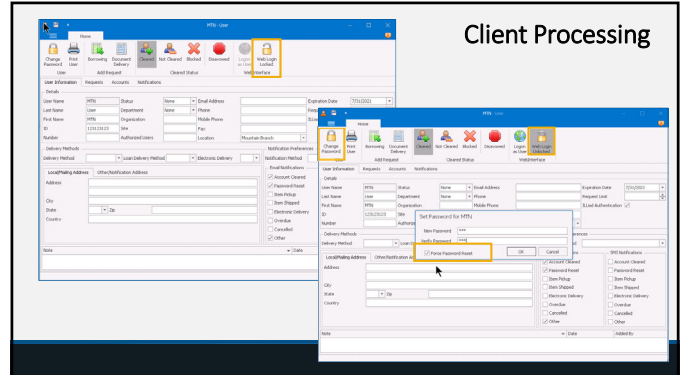 Client Processing
MTN - User
Home
Change Password
Print User
Borrowing
Document Delivery
Cleared
Not Cleared
Blocked
Disavowed
Logon as User
Web Login Locked
User
Add Request
Cleared Status
Web Interface
User Information Requests Accounts Notifications
Details
User Name MTN Status None Email Address Expiration Date 7/31/2021
Last Name User Department None Phone
First Name MTN Organization Mobile Phone
ID 123123123 Site Fax
Number Authorized Users Location Mountain Branch
Delivery Methods Notification Preferences
Delivery Method Loan Delivery Method Electronic Delivery Notification Method
Local/Mailing Address Other/Notification Address Email Notifications
Address
City
State Zip
Country
Account Cleared
Password Reset
Item Pickup
Item Shipped
Electronic Delivery
Overdue
Cancelled
Other
Note Date
MTN - User
Home
Change Password
Print User
Borrowing
Document Delivery
Cleared
Not Cleared
Blocked
Disavowed
Logon as User
Web Login Unlocked
User
Add Request
Cleared Status
Web Interface
User Information Requests Accounts Notifications
Details
User Name MTN Status None Email Address Expiration Date 7/31/2021
Last Name User Department None Phone Request Limit
First Name MTN Organization Mobile Phone ILLiad Authentication
ID 123123123 Site
Number
Set Password for MTN
New Password ***
Verify Password ***
Force Password Reset
OK Cancel
Delivery Methods
Delivery Method
Local/Mailing Address
Address
City
State Zip
Country
SMS Notifications
Account Cleared Account Cleared
Password Reset Password Reset
Item Pickup Item Pickup
Item Shipped Item Shipped
Electronic Delivery Electronic Delivery
Overdue Overdue
Cancelled Cancelled
Other Other
Note Date Added By